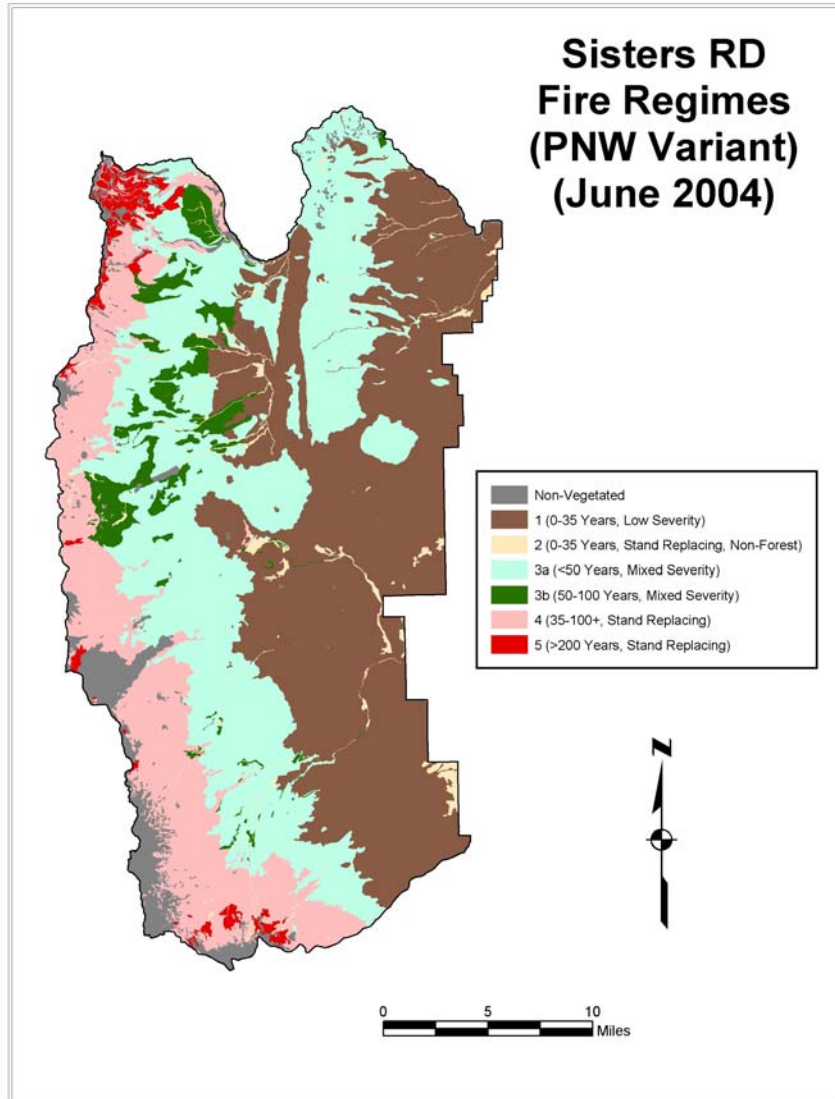 Sisters RD
Fire Regimes
(PNW Variant)
(June 2004)
Non-Vegetated
1 (0-35 Years, Low Severity)
2 (0-35 Years, Stand Replacing, Non-Forest)
3a (<50 Years, Mixed Severity)
3b (50-100 Years, Mixed Severity)
4 (35-100+, Stand Replacing)
5 (>200 Years, Stand Replacing)
N
0 5 10
Miles